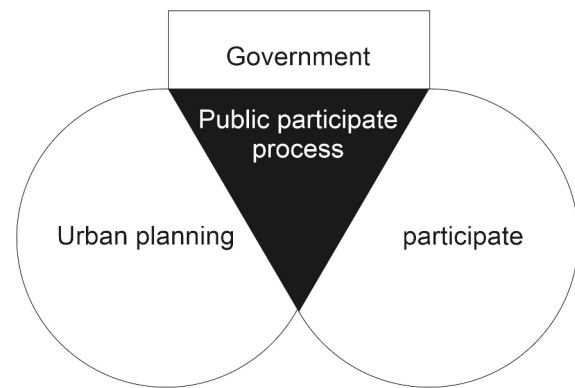 Government
Public participate
process
Urban planning
participate